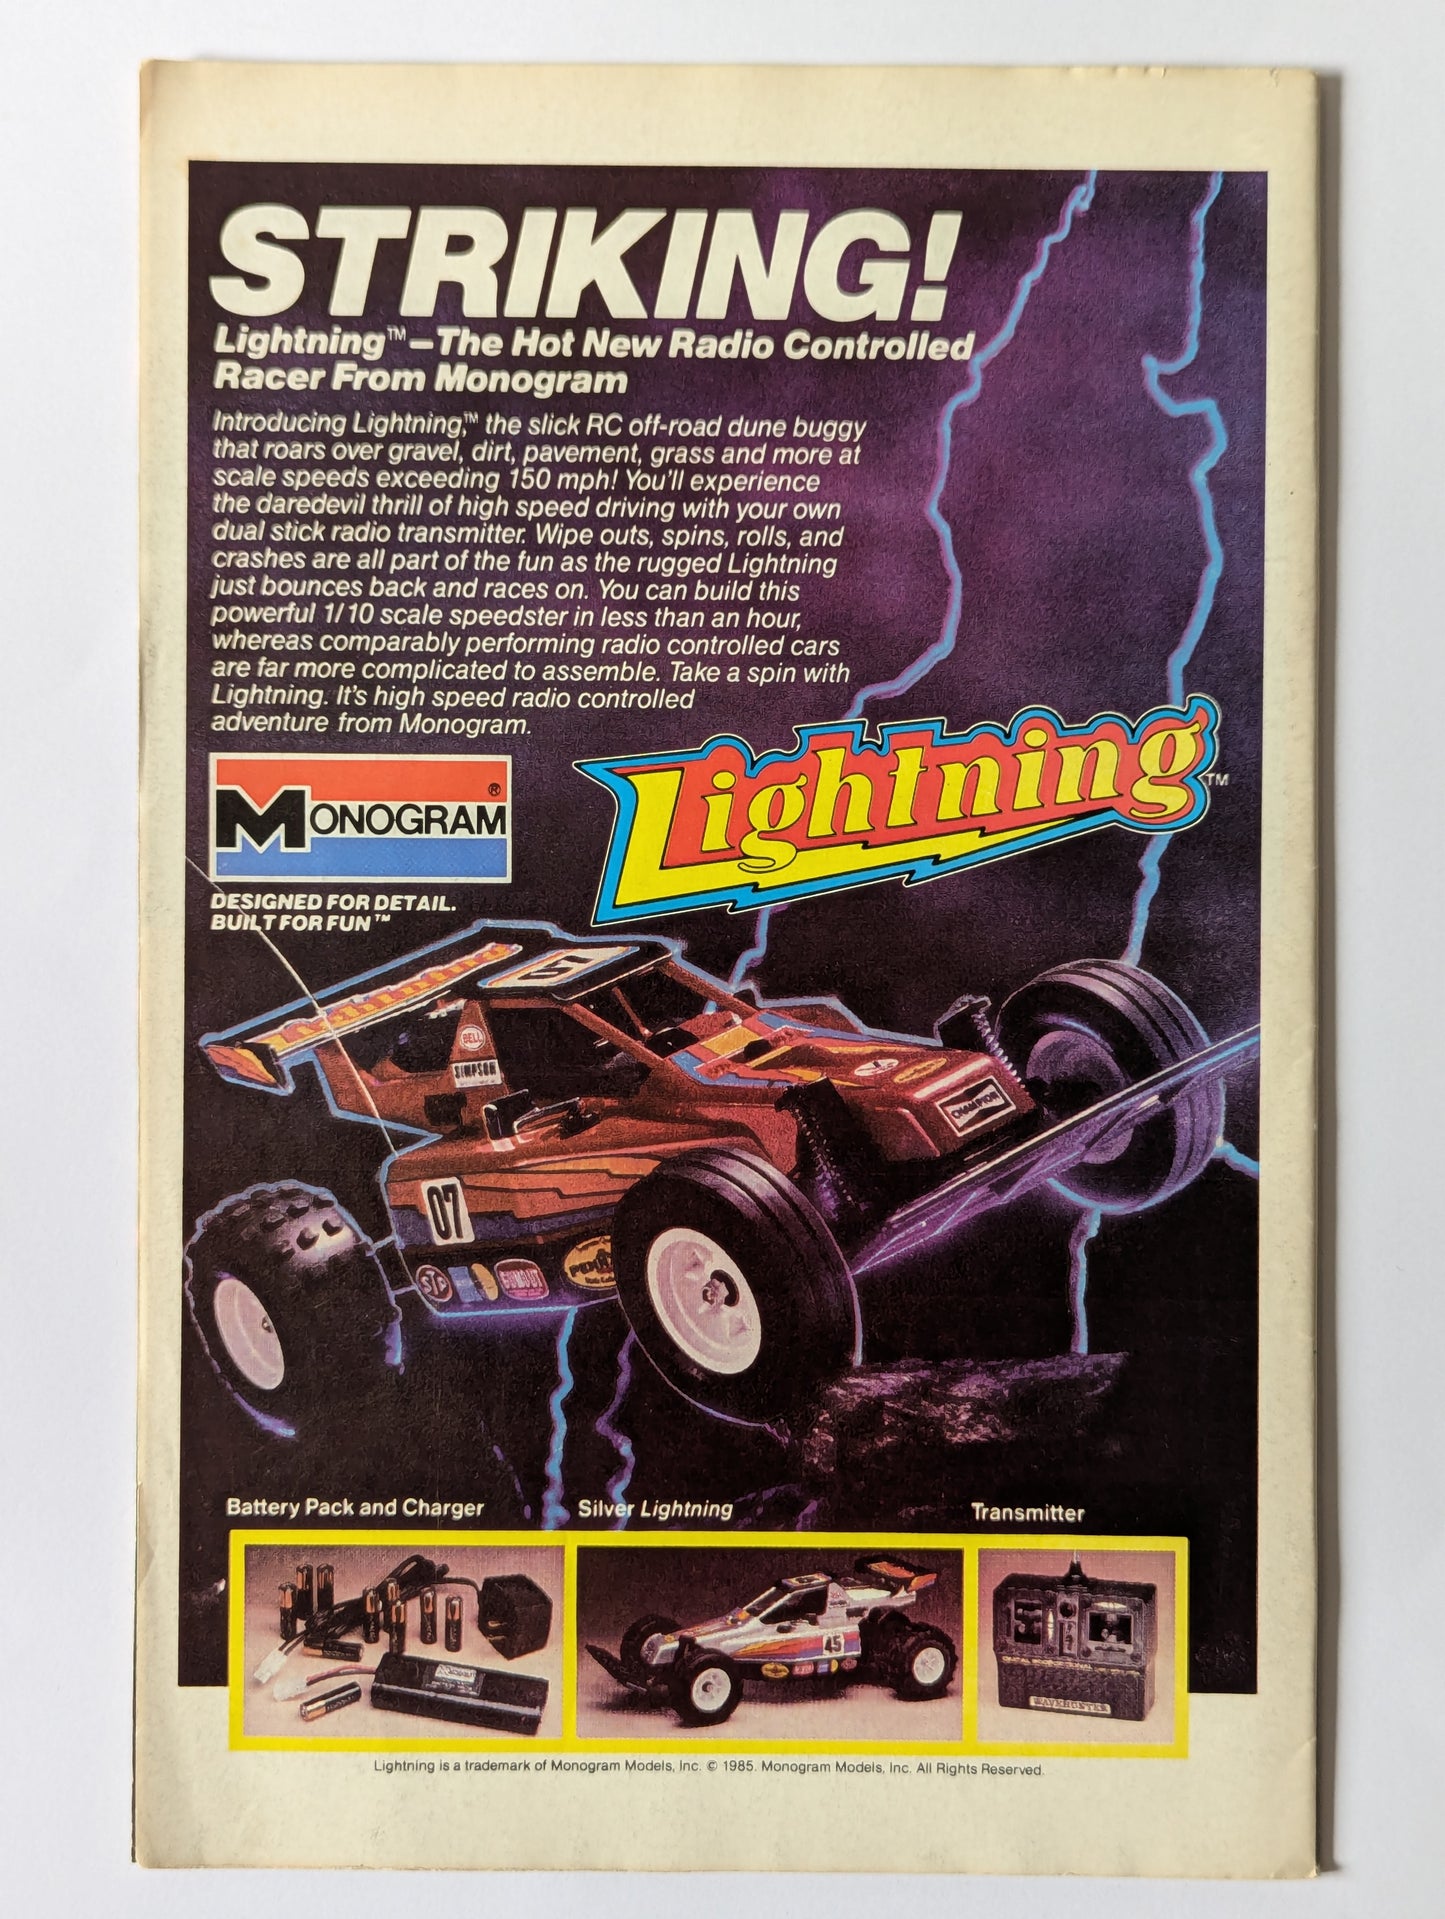 STRIKING!
Lightning™–The Hot New Radio Controlled
Racer From Monogram
Introducing Lightning,™ the slick RC off-road dune buggy
that roars over gravel, dirt, pavement, grass and more at
scale speeds exceeding 150 mph! You'll experience
the daredevil thrill of high speed driving with your own
dual stick radio transmitter. Wipe outs, spins, rolls, and
crashes are all part of the fun as the rugged Lightning
just bounces back and races on. You can build this
powerful 1/10 scale speedster in less than an hour,
whereas comparably performing radio controlled cars
are far more complicated to assemble. Take a spin with
Lightning. It's high speed radio controlled
adventure from Monogram.
Lightning™
MONOGRAM®
DESIGNED FOR DETAIL.
BUILT FOR FUN™
Lightning
07
BELL
SIMPSON
CHAMPION
07
STP
Battery Pack and Charger
Silver Lightning
Transmitter
45
Lightning is a trademark of Monogram Models, Inc. © 1985. Monogram Models, Inc. All Rights Reserved.